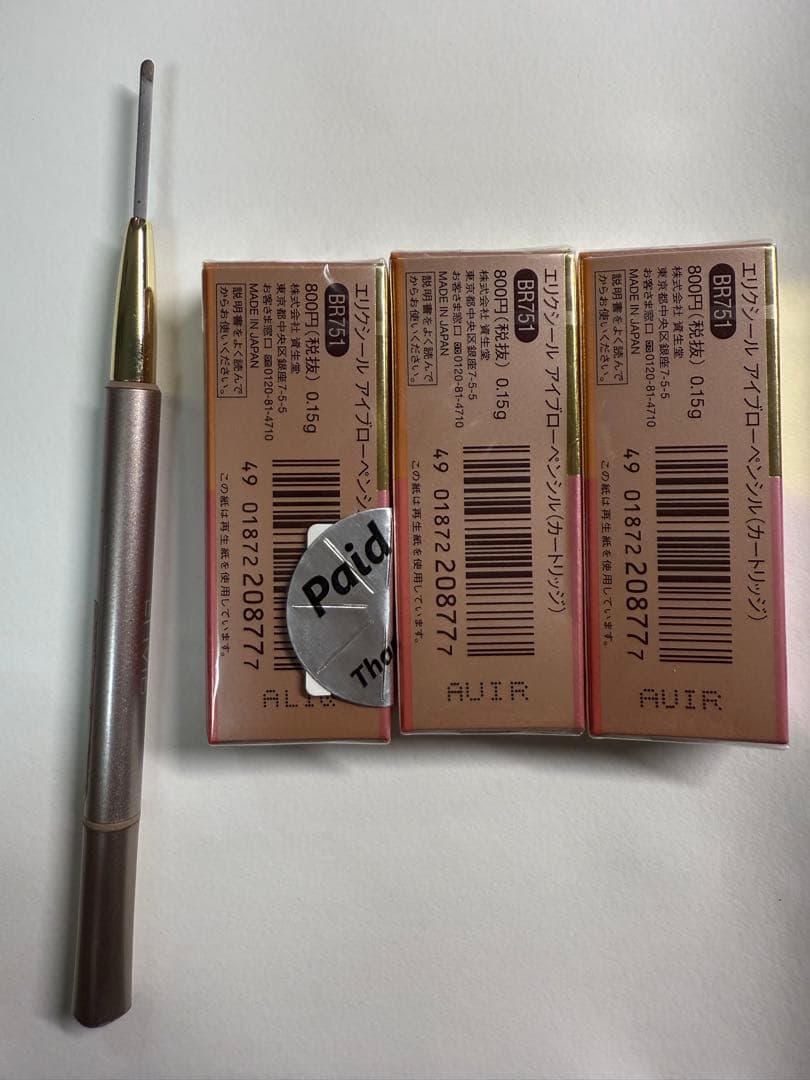 エリクシール アイブローペンシ
BR751
800円(税抜) 0.15g
株式会社 資生堂
東京都中央区銀座7-5-5
お客さま窓口 0120-81-4710
MADE IN JAPAN
説明書をよく読んで
からお使いください。
49 01872 208777
この紙は再生紙を使用しています。
Paid
エリクシール アイブローペンシル(カートリッジ)
BR751
800円(税抜) 0.15g
株式会社 資生堂
東京都中央区銀座7-5-5
お客さま窓口 0120-81-4710
MADE IN JAPAN
説明書をよく読んで
からお使いください。
49 01872 208777
この紙は再生紙を使用しています。
AVIR
エリクシール アイブローペンシル(カートリッジ)
BR751
800円(税抜) 0.15g
株式会社 資生堂
東京都中央区銀座7-5-5
お客さま窓口 0120-81-4710
MADE IN JAPAN
説明書をよく読んで
からお使いください。
49 01872 208777
この紙は再生紙を使用しています。
AVIR